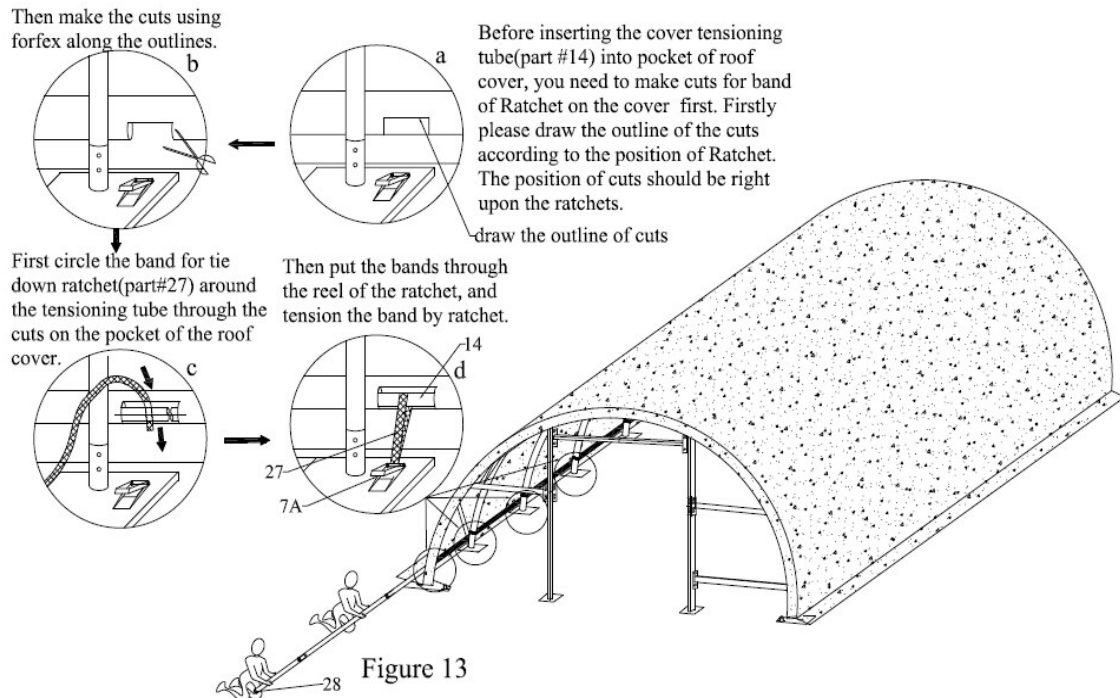 Then make the cuts using
forfex along the outlines.
b
a
Before inserting the cover tensioning
tube(part #14) into pocket of roof
cover, you need to make cuts for band
of Ratchet on the cover first. Firstly
please draw the outline of the cuts
according to the position of Ratchet.
The position of cuts should be right
upon the ratchets.
draw the outline of cuts
First circle the band for tie
down ratchet(part#27) around
the tensioning tube through the
cuts on the pocket of the roof
cover.
c
Then put the bands through
the reel of the ratchet, and
tension the band by ratchet.
14
d
27
7A
28
Figure 13